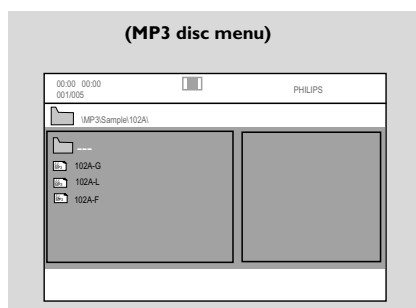 (MP3 disc menu)
00:00 00:00
001/005
PHILIPS
\MP3\Sample\102A\
---
102A-G
102A-L
102A-F